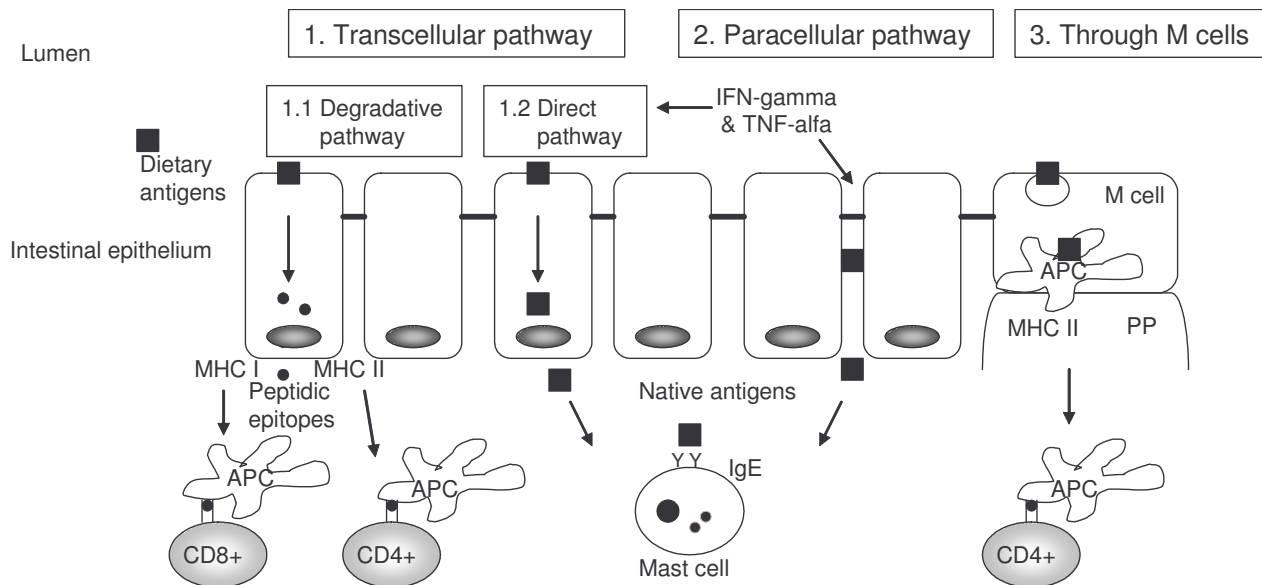 1. Transcellular pathway
2. Paracellular pathway
3. Through M cells
Lumen
1.1 Degradative
pathway
1.2 Direct
pathway
IFN-gamma
& TNF-alfa
Dietary
antigens
M cell
Intestinal epithelium
APC
MHC II
PP
MHC I
MHC II
Peptidic
epitopes
Native antigens
Y Y
IgE
APC
APC
APC
CD8+
CD4+
Mast cell
CD4+